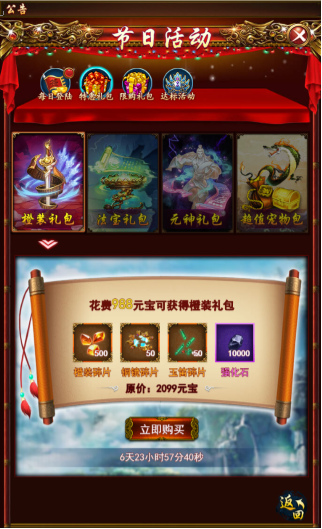 公告
节日活动
每日登陆 特惠礼包 限购礼包 达标活动
橙装礼包 法宝礼包 元神礼包 超值宠物包
花费988元宝可获得橙装礼包
500 50 50 10000
橙装碎片 铜镜碎片 玉笛碎片 强化石
原价：2099元宝
立即购买
6天23小时57分40秒
返回